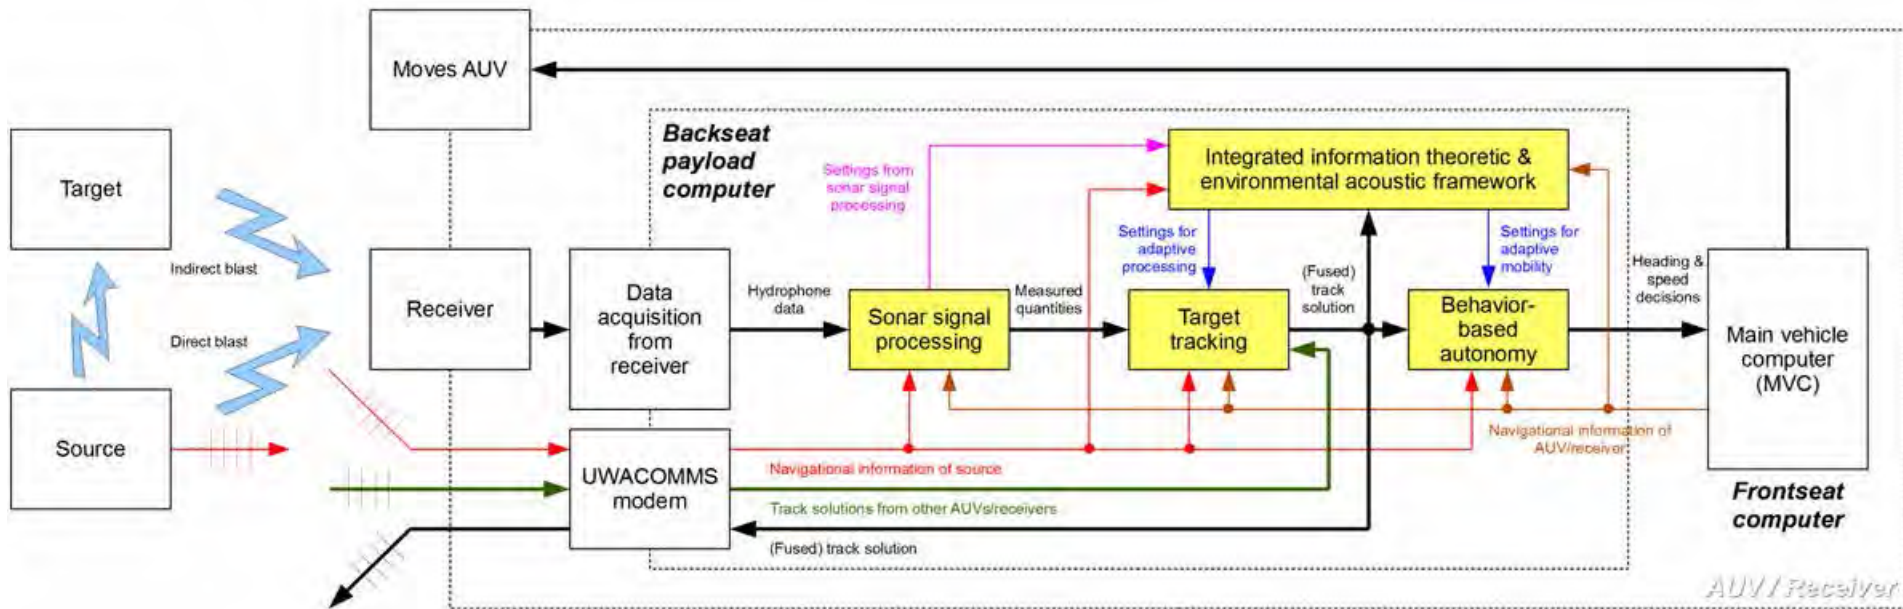 Moves AUV
Backseat
payload
computer
Target
Settings from
sonar signal
processing
Integrated information theoretic &
environmental acoustic framework
Indirect blast
Settings for
adaptive
processing
Settings for
adaptive
mobility
Receiver
Data
acquisition
from
receiver
Hydrophone
data
Sonar signal
processing
Measured
quantities
Target
tracking
(Fused)
track
solution
Behavior-
based
autonomy
Heading &
speed
decisions
Main vehicle
computer
(MVC)
Direct blast
Source
Navigational information of
AUV/receiver
UWACOMMS
modem
Navigational information of source
Track solutions from other AUVs/receivers
(Fused) track solution
Frontseat
computer
AUV / Receiver